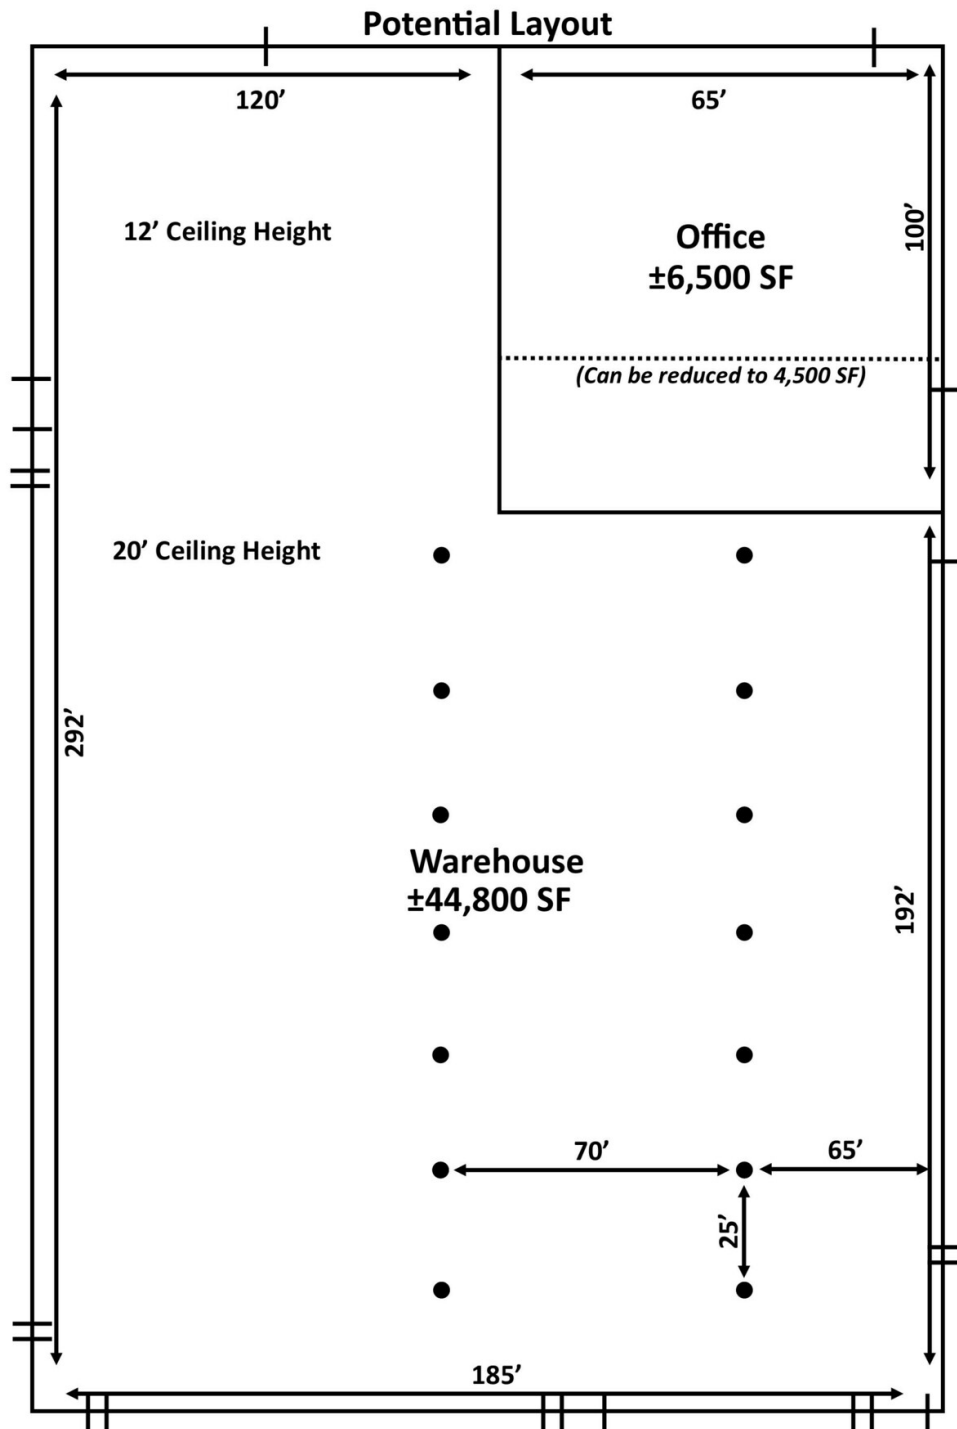 Potential Layout
120’
65’
12’ Ceiling Height
100’
Office
±6,500 SF
(Can be reduced to 4,500 SF)
20’ Ceiling Height
292’
Warehouse
±44,800 SF
192’
70’
65’
25’
185’